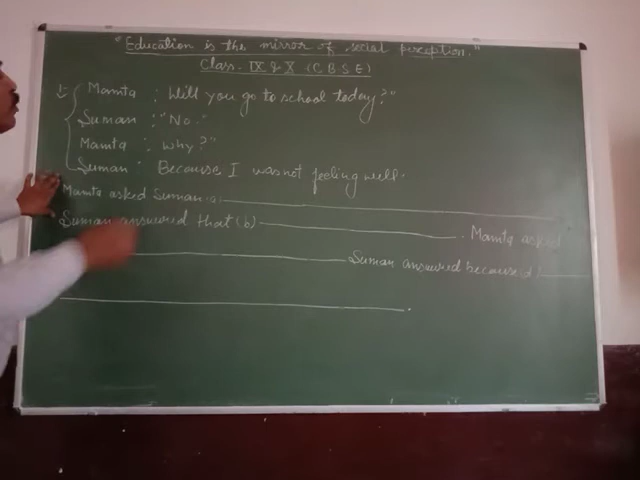 "Education is the mirror of social perception."
Class. IX & X (C.B.S.E)
1- Mamta : Will you go to school today?"
Suman : "No."
Mamta : Why?"
Suman : Because I was not feeling well.
Mamta asked Suman (a)
Suman answered that (b) . Mamta asked
Suman answered because (d)